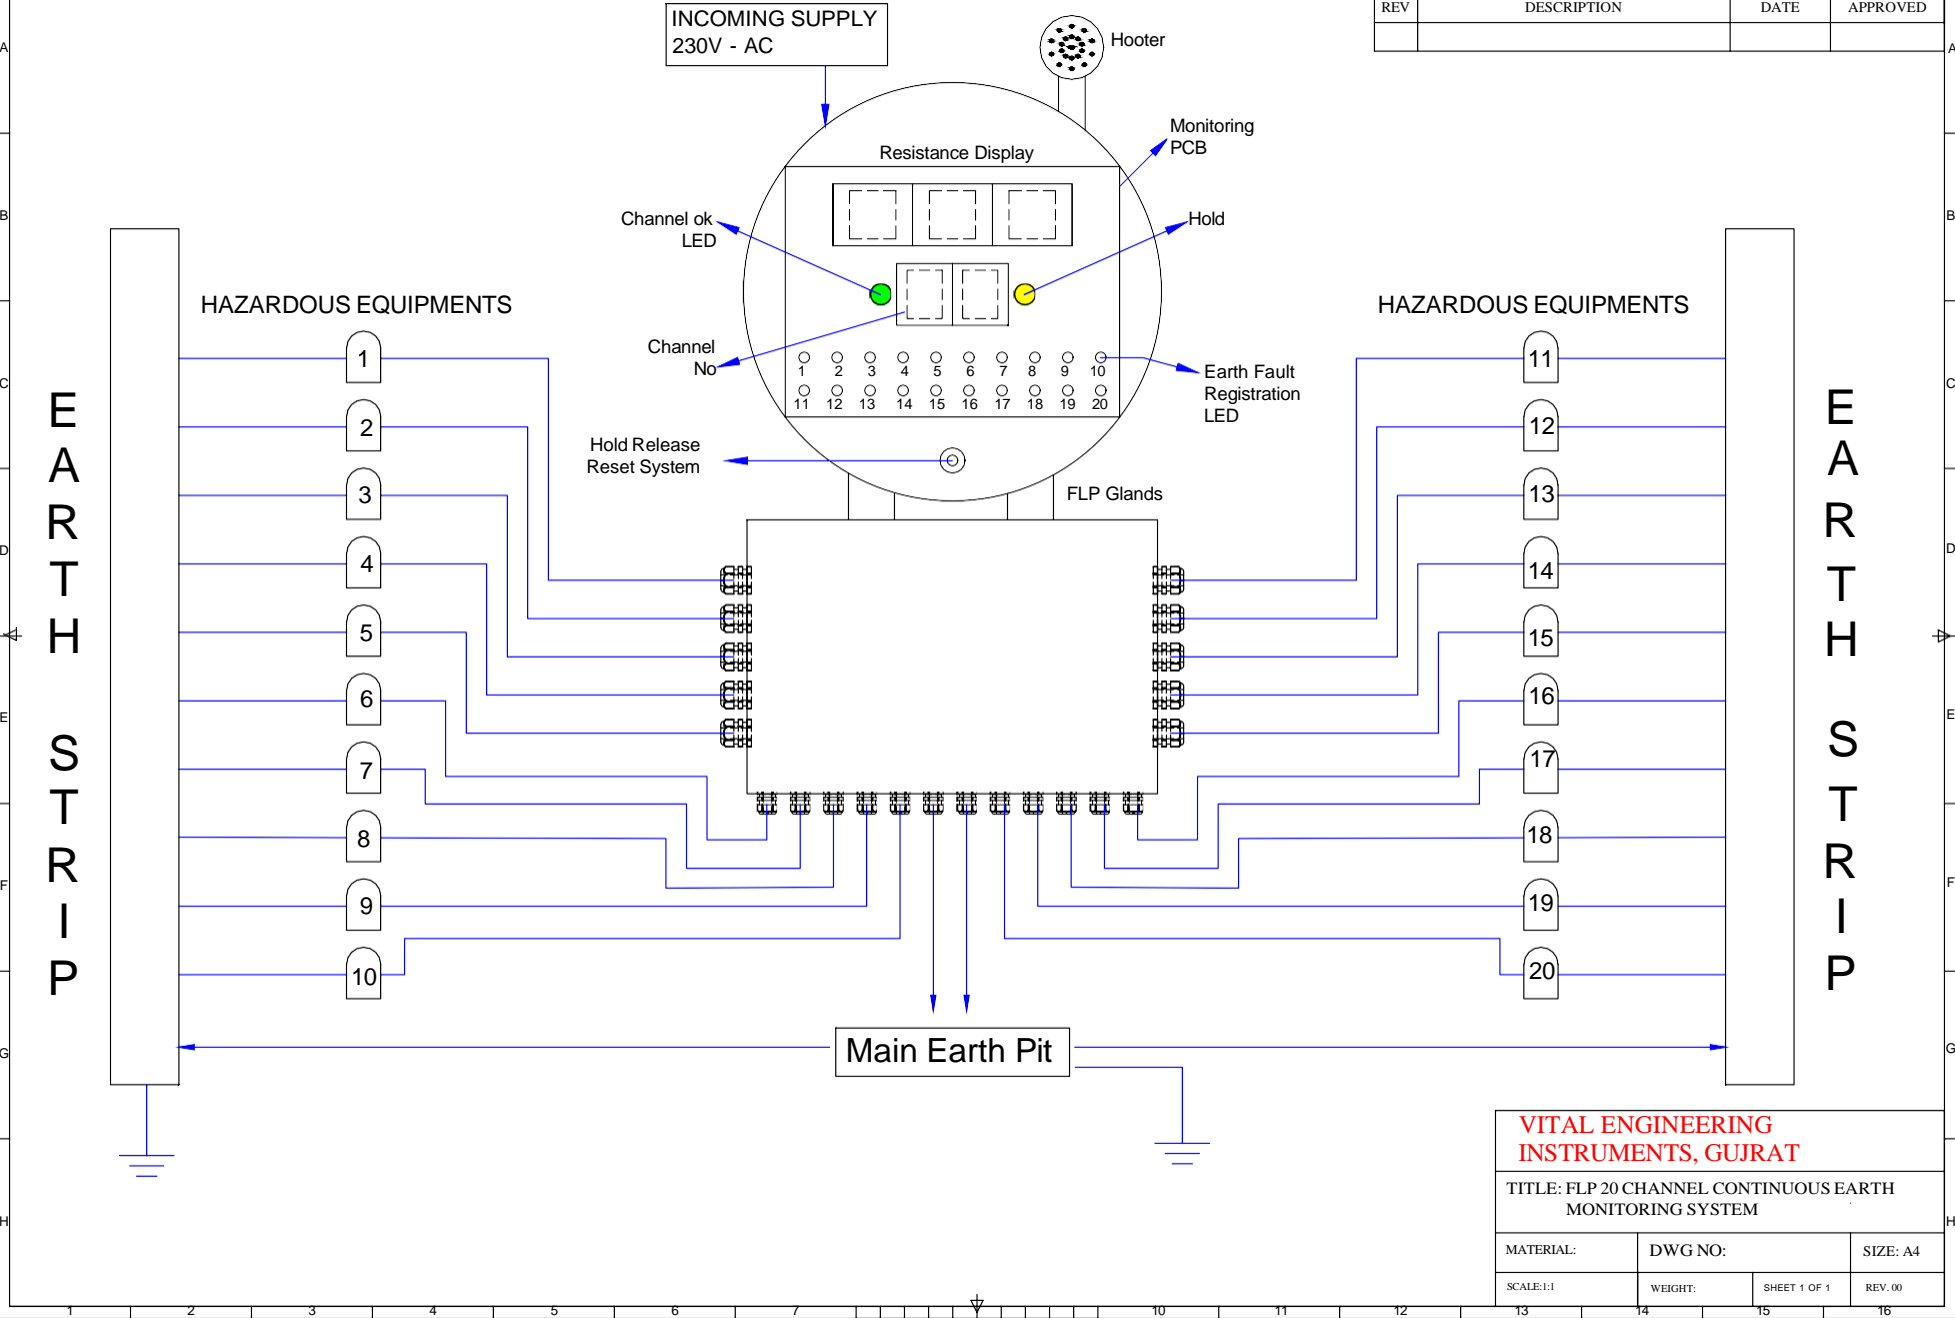 INCOMING SUPPLY
230V - AC
Hooter
REV DESCRIPTION DATE APPROVED
Monitoring
PCB
Resistance Display
Channel ok
LED
Hold
HAZARDOUS EQUIPMENTS
HAZARDOUS EQUIPMENTS
Channel
No
1 2 3 4 5 6 7 8 9 10
11 12 13 14 15 16 17 18 19 20
Earth Fault
Registration
LED
Hold Release
Reset System
FLP Glands
EARTH STRIP
1
2
3
4
5
6
7
8
9
10
11
12
13
14
15
16
17
18
19
20
EARTH STRIP
Main Earth Pit
VITAL ENGINEERING
INSTRUMENTS, GUJRAT
TITLE: FLP 20 CHANNEL CONTINUOUS EARTH
MONITORING SYSTEM
MATERIAL: DWG NO: SIZE: A4
SCALE:1:1 WEIGHT: SHEET 1 OF 1 REV. 00
A
B
C
D
E
F
G
H
A
B
C
D
E
F
G
H
1 2 3 4 5 6 7 10 11 12 13 14 15 16